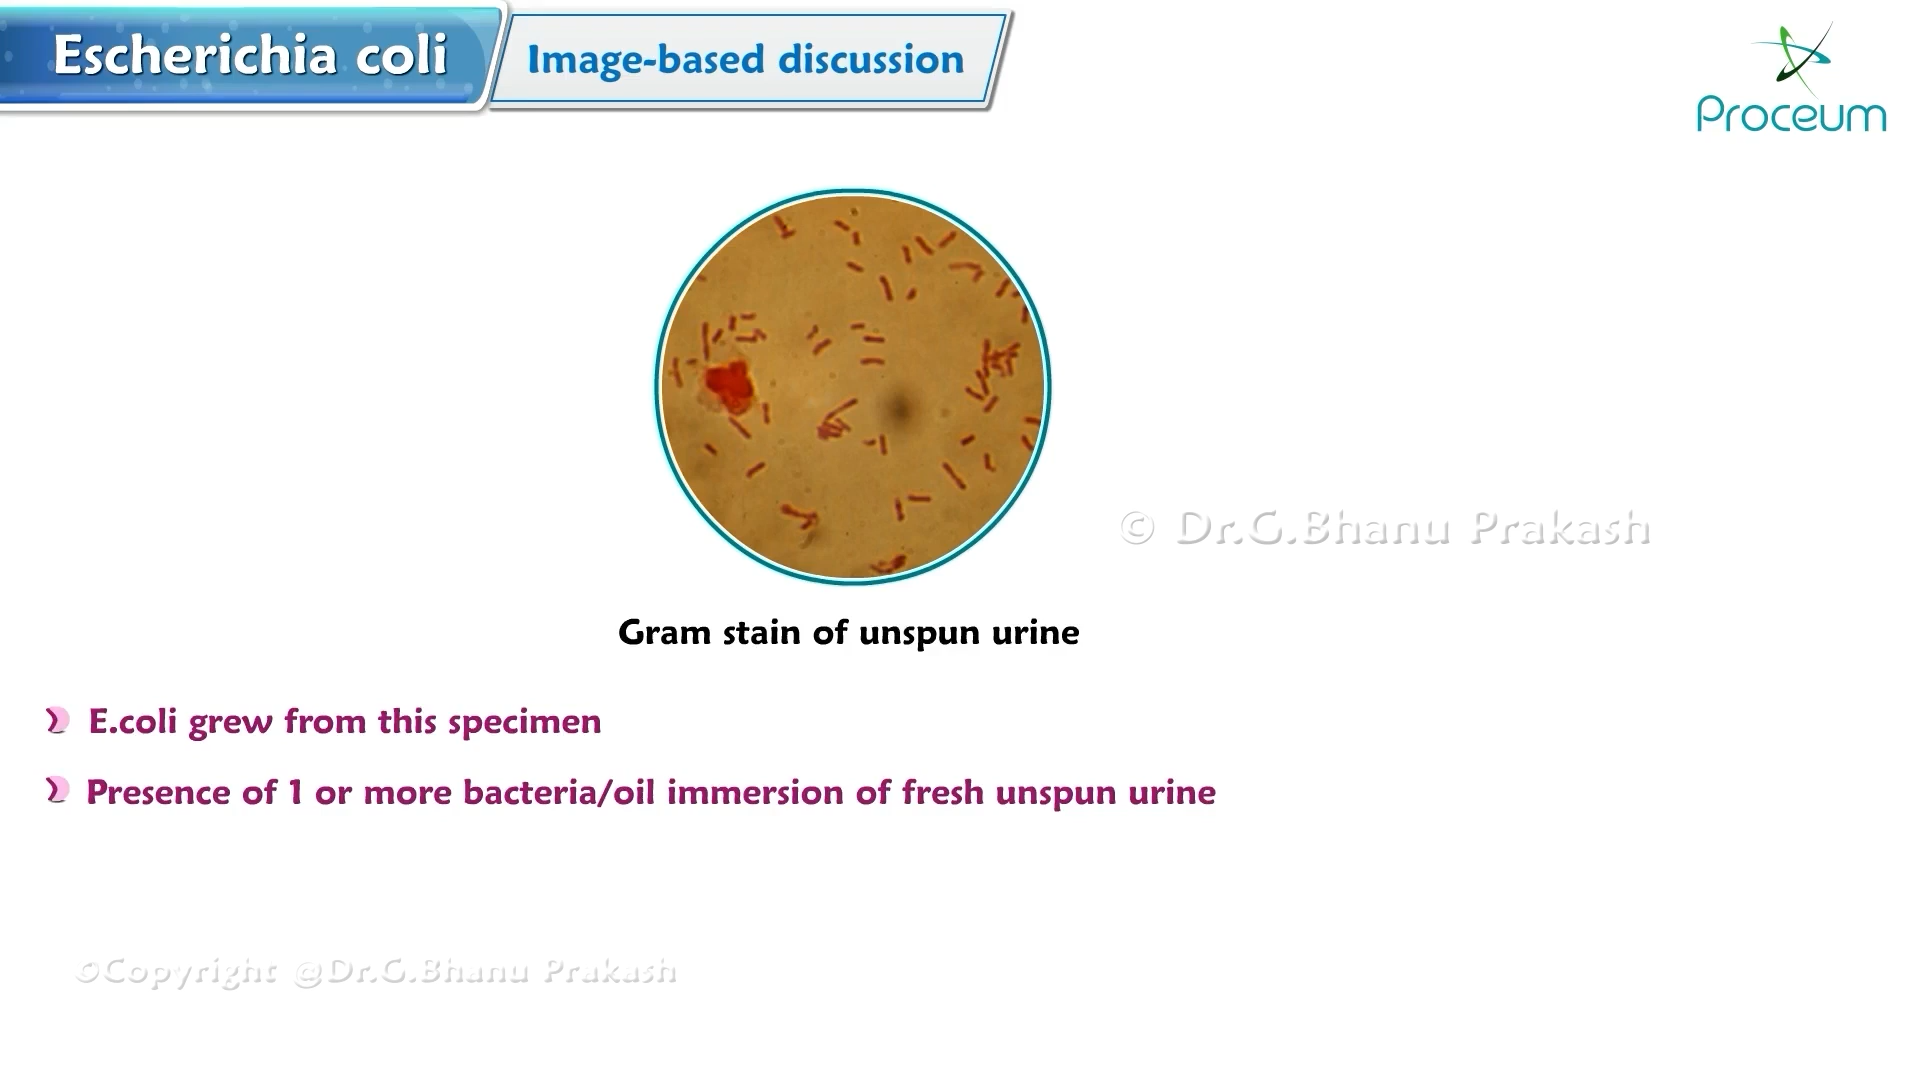 Escherichia coli
Image-based discussion
Proceum
© Dr.G.Bhanu Prakash
Gram stain of unspun urine
E.coli grew from this specimen
Presence of 1 or more bacteria/oil immersion of fresh unspun urine
©Copyright @Dr.G.Bhanu Prakash